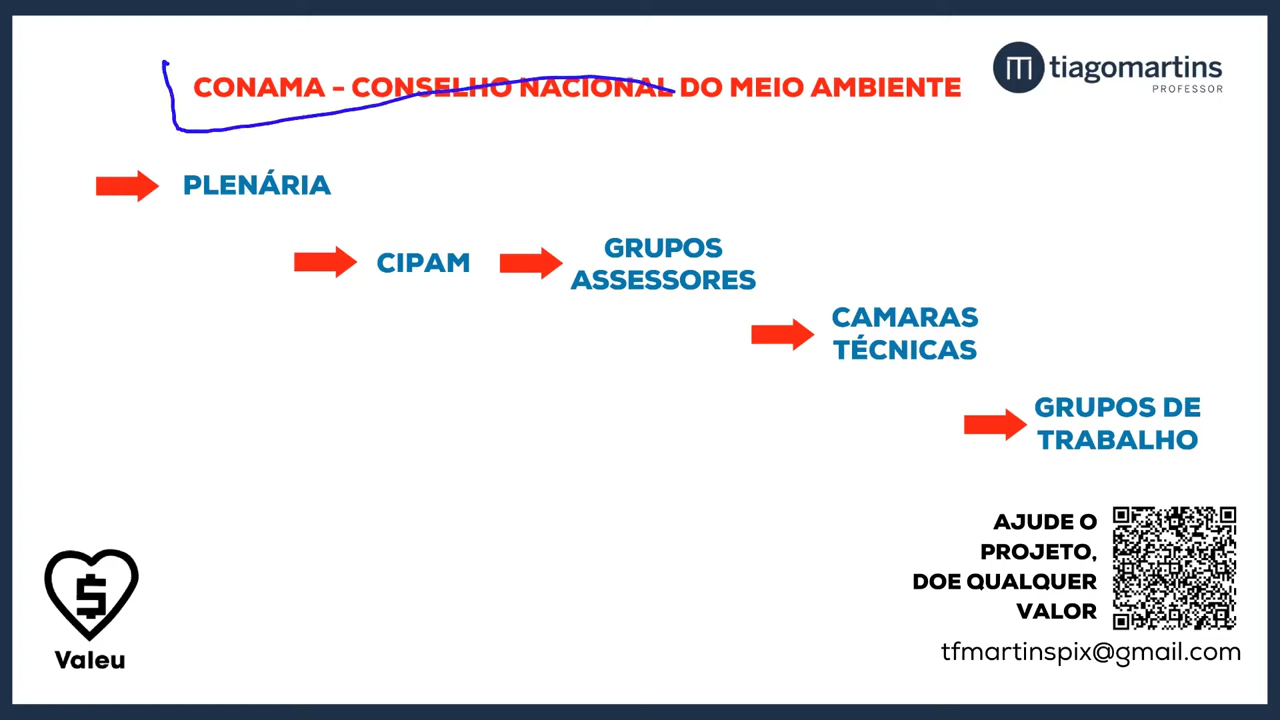 CONAMA - CONSELHO NACIONAL DO MEIO AMBIENTE
tiagomartins
PROFESSOR
PLENÁRIA
CIPAM
GRUPOS
ASSESSORES
CAMARAS
TÉCNICAS
GRUPOS DE
TRABALHO
AJUDE O
PROJETO,
DOE QUALQUER
VALOR
tfmartinspix@gmail.com
$
Valeu